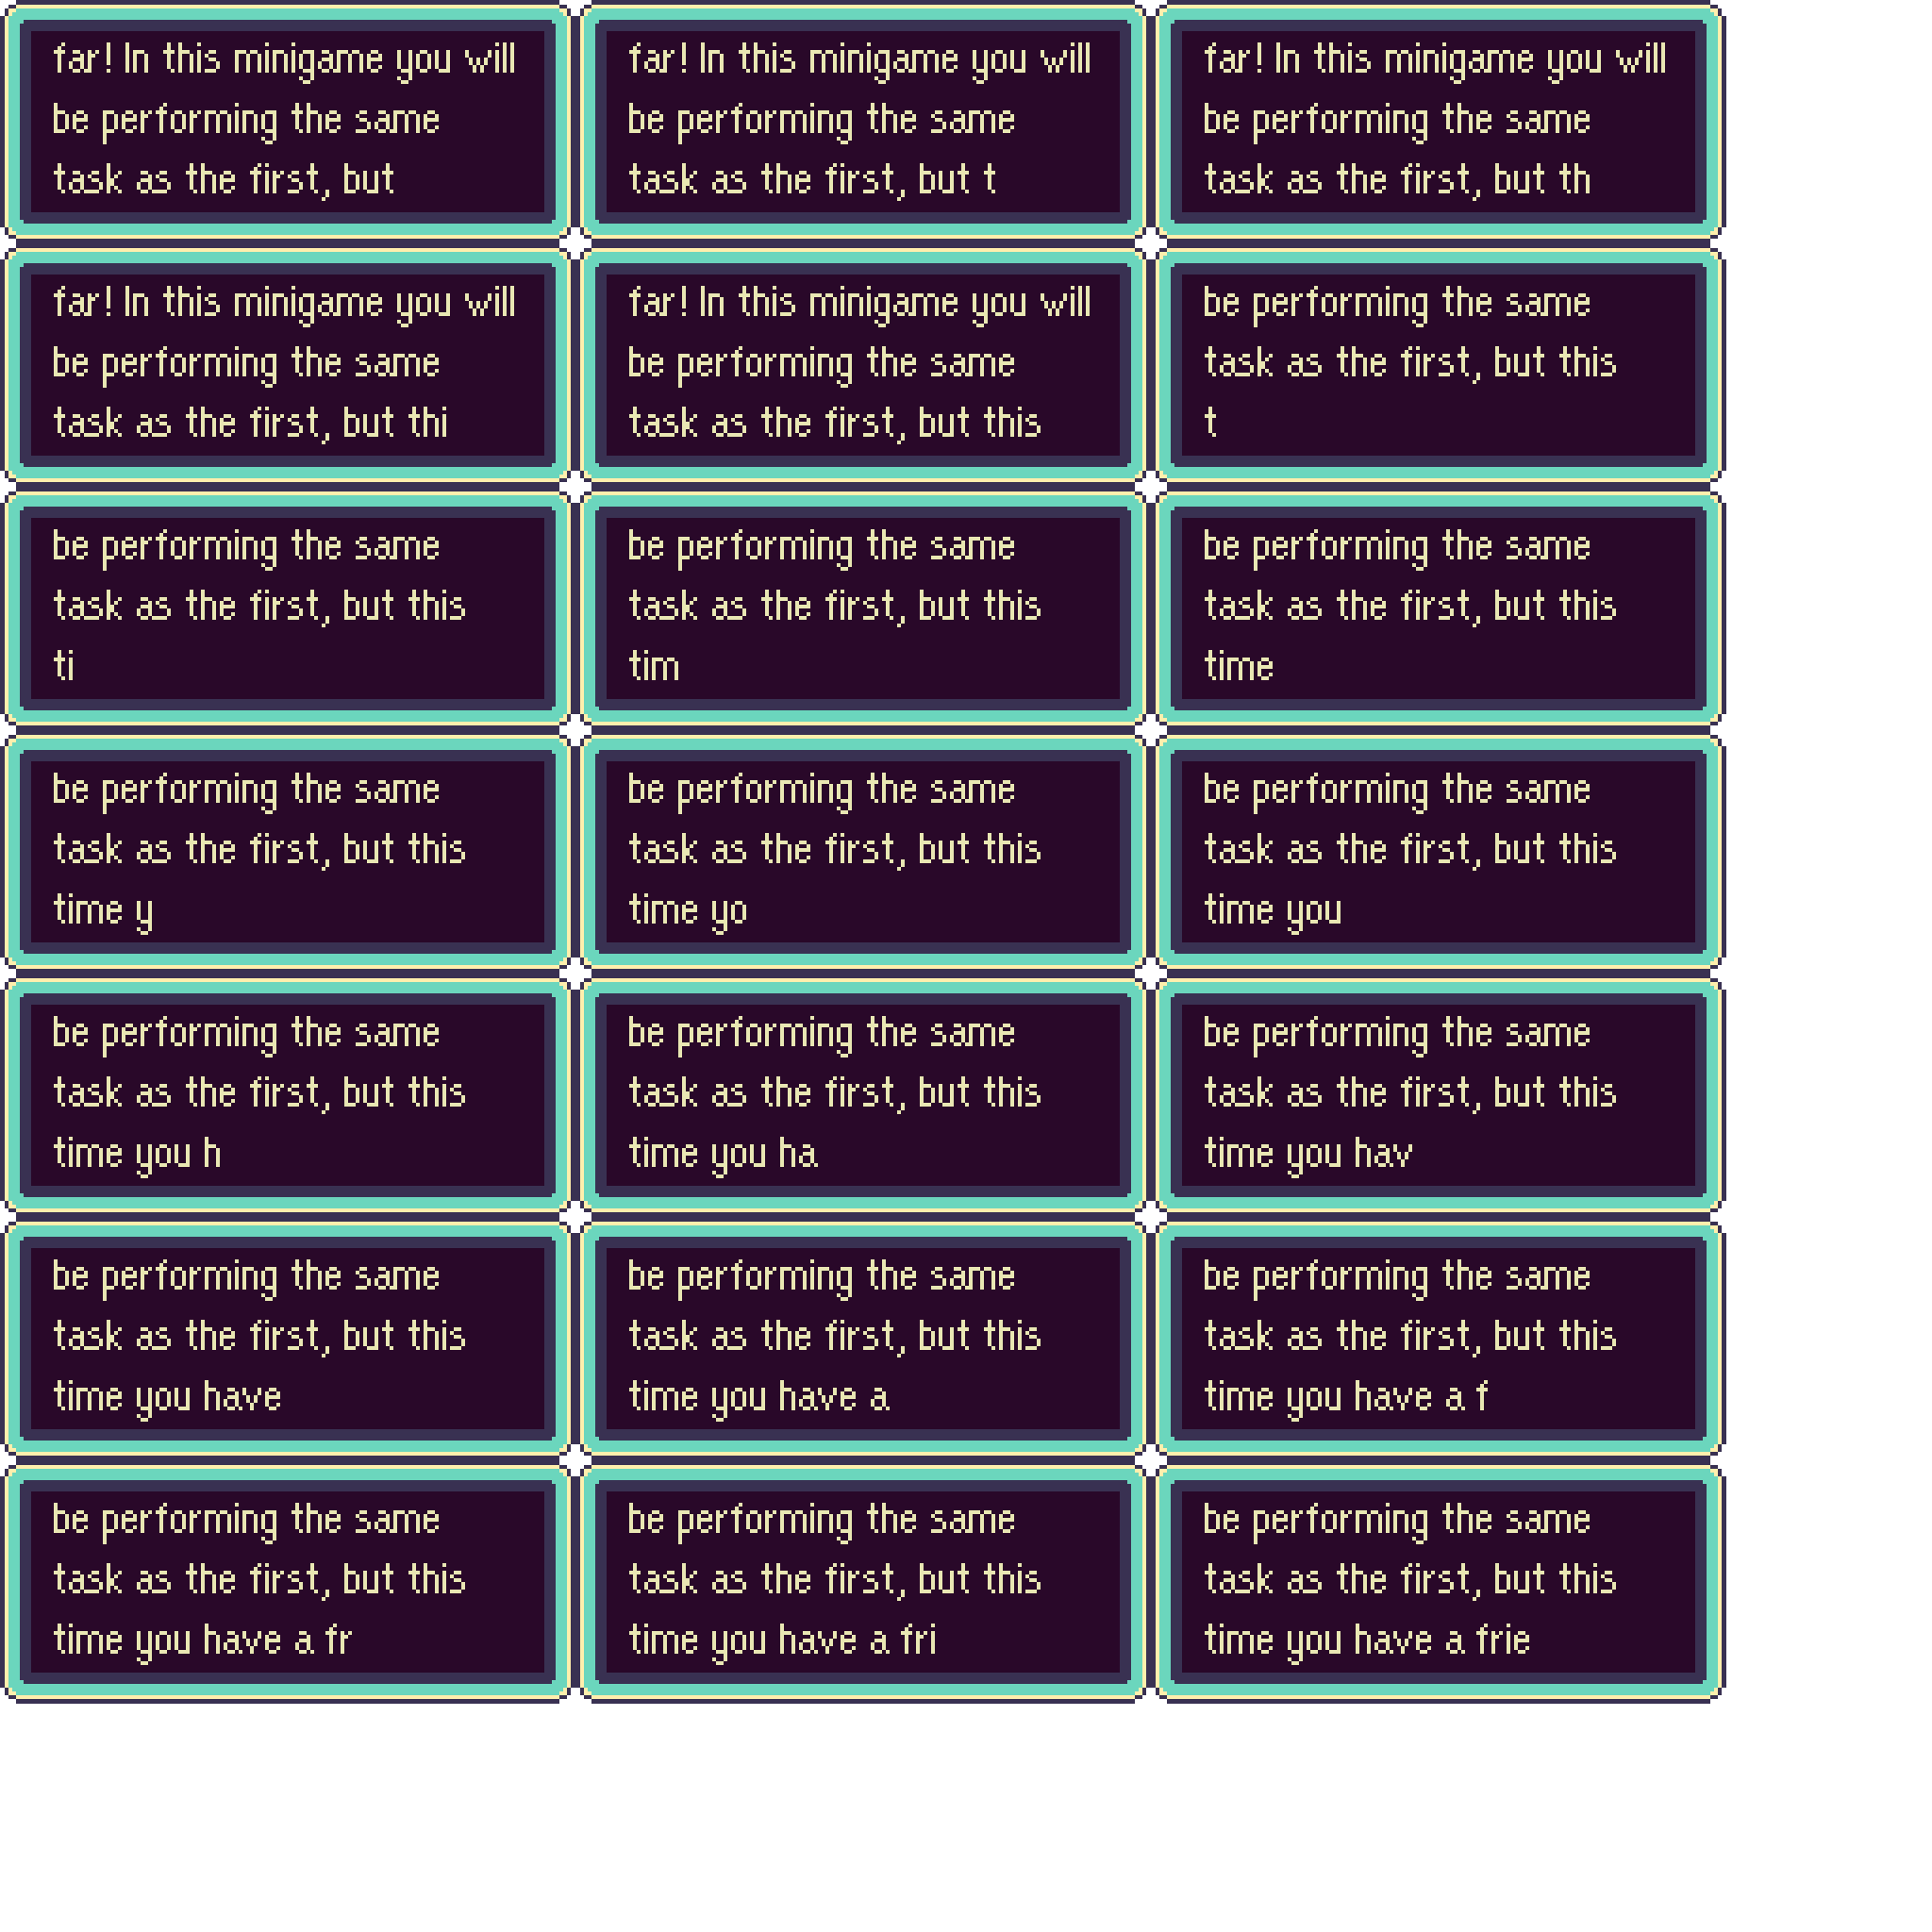 far! In this minigame you will
be performing the same
task as the first, but
far! In this minigame you will
be performing the same
task as the first, but t
far! In this minigame you will
be performing the same
task as the first, but th
far! In this minigame you will
be performing the same
task as the first, but thi
far! In this minigame you will
be performing the same
task as the first, but this
be performing the same
task as the first, but this
t
be performing the same
task as the first, but this
ti
be performing the same
task as the first, but this
tim
be performing the same
task as the first, but this
time
be performing the same
task as the first, but this
time y
be performing the same
task as the first, but this
time yo
be performing the same
task as the first, but this
time you
be performing the same
task as the first, but this
time you h
be performing the same
task as the first, but this
time you ha
be performing the same
task as the first, but this
time you hav
be performing the same
task as the first, but this
time you have
be performing the same
task as the first, but this
time you have a
be performing the same
task as the first, but this
time you have a f
be performing the same
task as the first, but this
time you have a fr
be performing the same
task as the first, but this
time you have a fri
be performing the same
task as the first, but this
time you have a frie